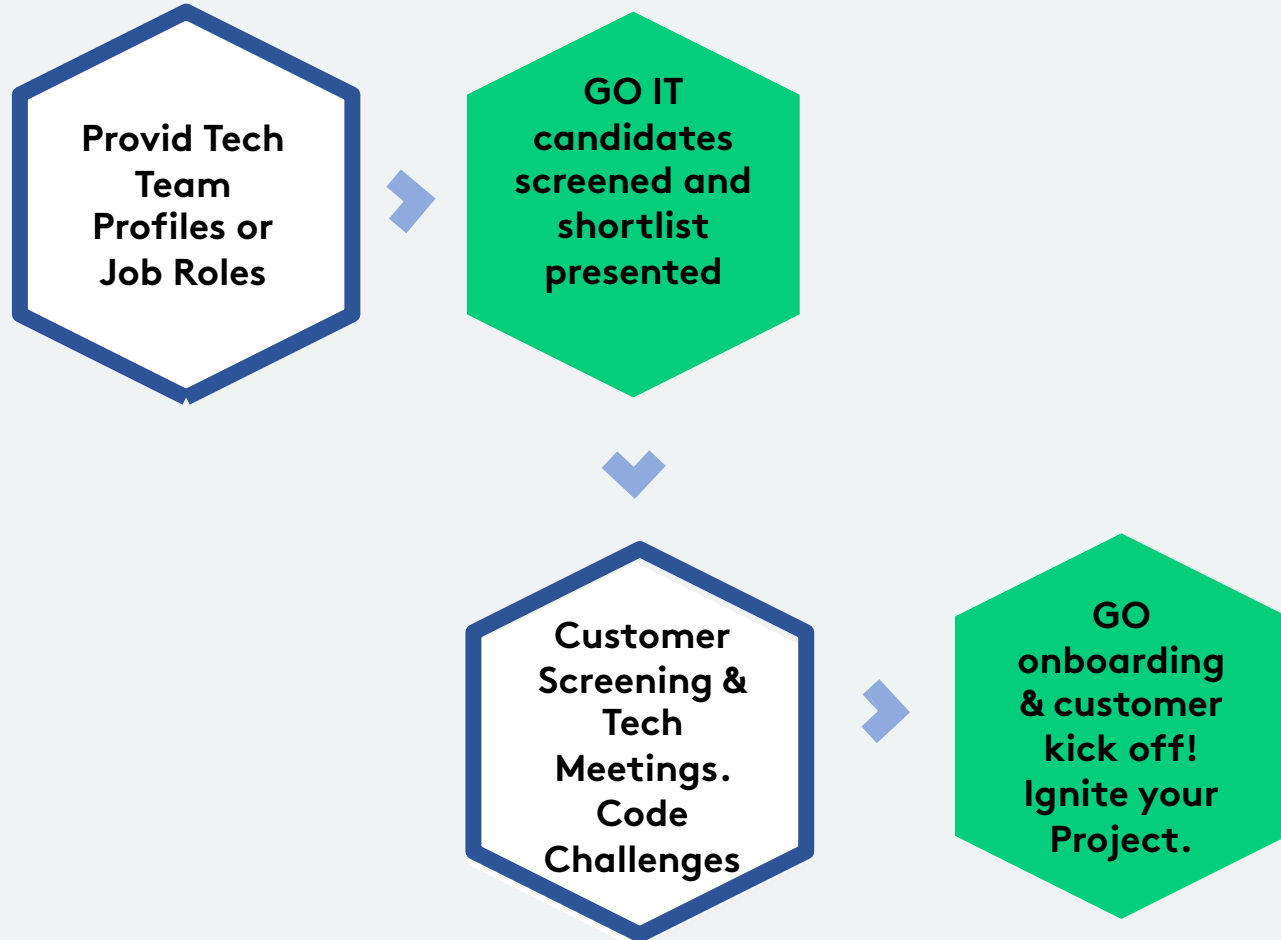 Provid Tech
Team
Profiles or
Job Roles
GO IT
candidates
screened and
shortlist
presented
Customer
Screening &
Tech
Meetings.
Code
Challenges
GO
onboarding
& customer
kick off!
Ignite your
Project.